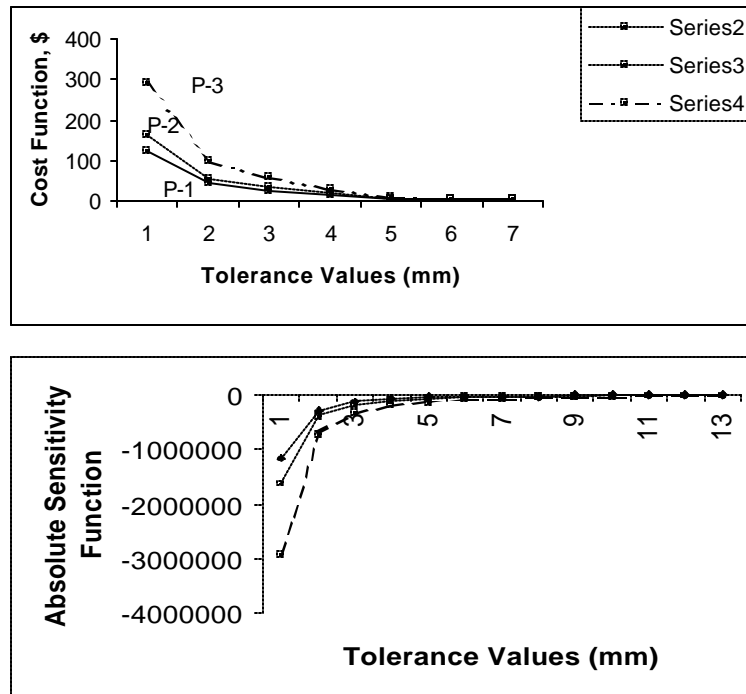 Cost Function, $
400
300
200
100
0
P-3
P-2
P-1
1 2 3 4 5 6 7
Tolerance Values (mm)
Series2
Series3
Series4
Absolute Sensitivity
Function
0
-1000000
-2000000
-3000000
-4000000
1 3 5 7 9 11 13
Tolerance Values (mm)